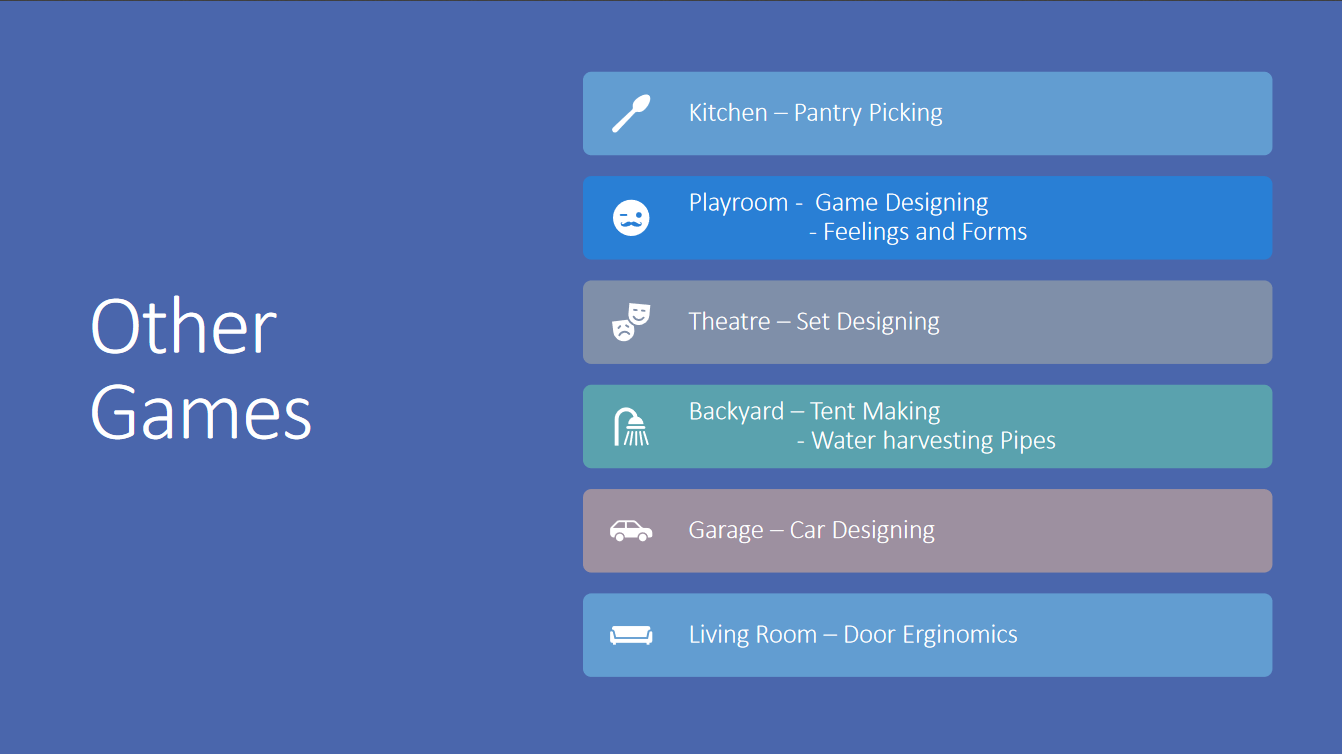 Other
Games
Kitchen – Pantry Picking
Playroom - Game Designing
- Feelings and Forms
Theatre – Set Designing
Backyard – Tent Making
- Water harvesting Pipes
Garage – Car Designing
Living Room – Door Erginomics